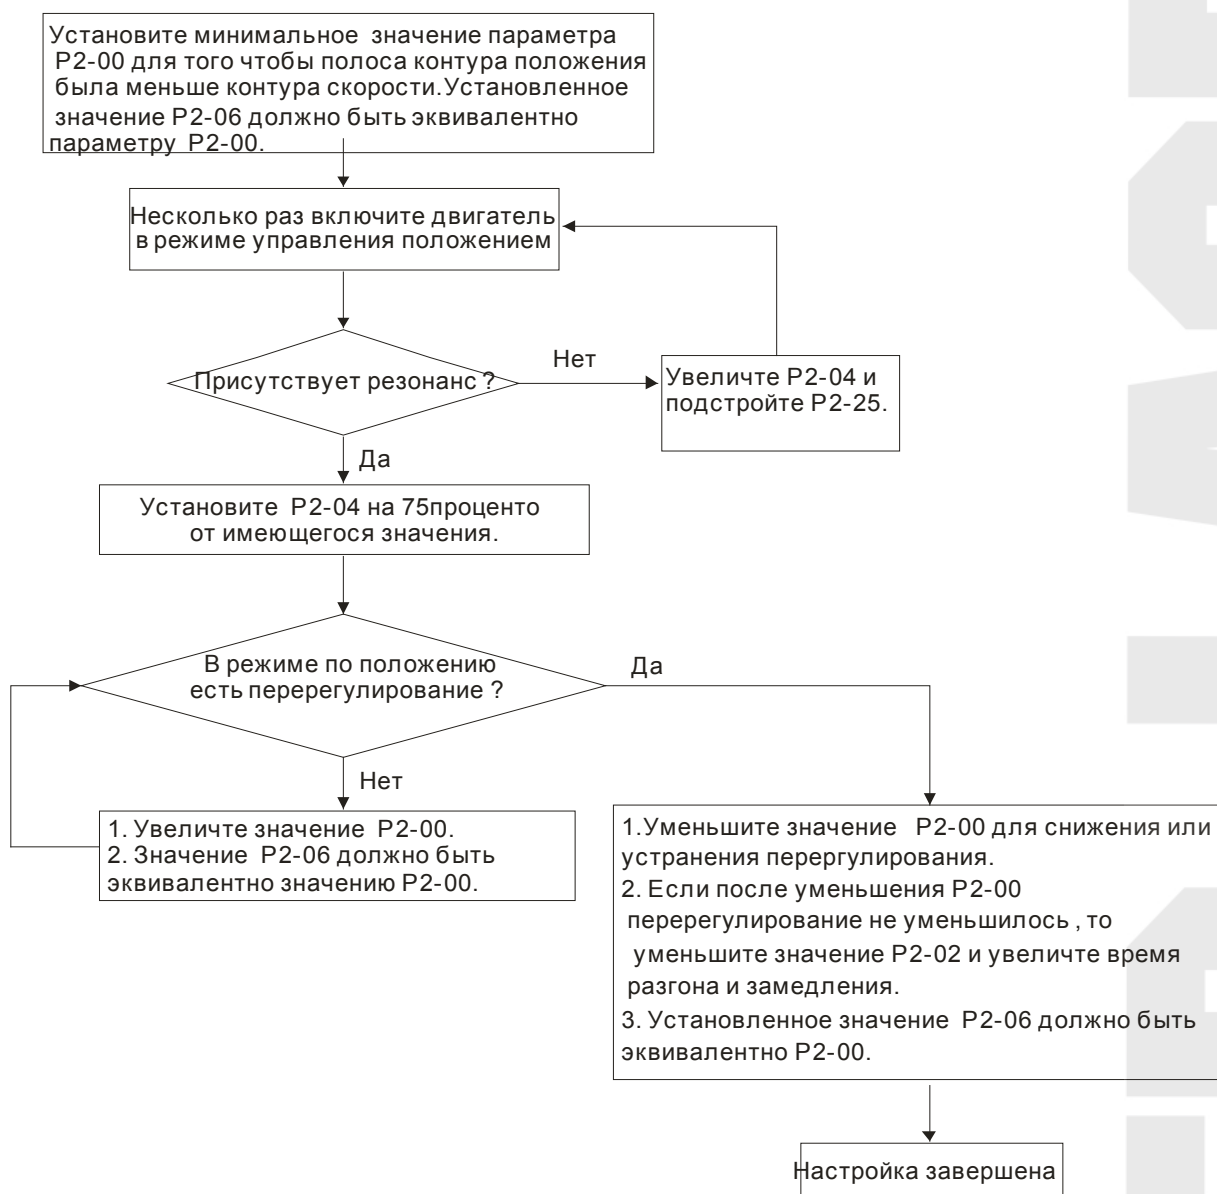 Установите минимальное значение параметра
P2-00 для того чтобы полоса контура положения
была меньше контура скорости.Установленное
значение P2-06 должно быть эквивалентно
параметру P2-00.
Несколько раз включите двигатель
в режиме управления положением
Присутствует резонанс ?
Нет
Увеличте P2-04 и
подстройте P2-25.
Да
Установите P2-04 на 75проценто
от имеющегося значения.
В режиме по положению
есть перерегулирование ?
Да
Нет
1. Увеличте значение P2-00.
2. Значение P2-06 должно быть
эквивалентно значению P2-00.
1.Уменьшите значение P2-00 для снижения или
устранения перергулирования.
2. Если после уменьшения P2-00
перерегулирование не уменьшилось , то
уменьшите значение P2-02 и увеличте время
разгона и замедления.
3. Установленное значение P2-06 должно быть
эквивалентно P2-00.
Настройка завершена